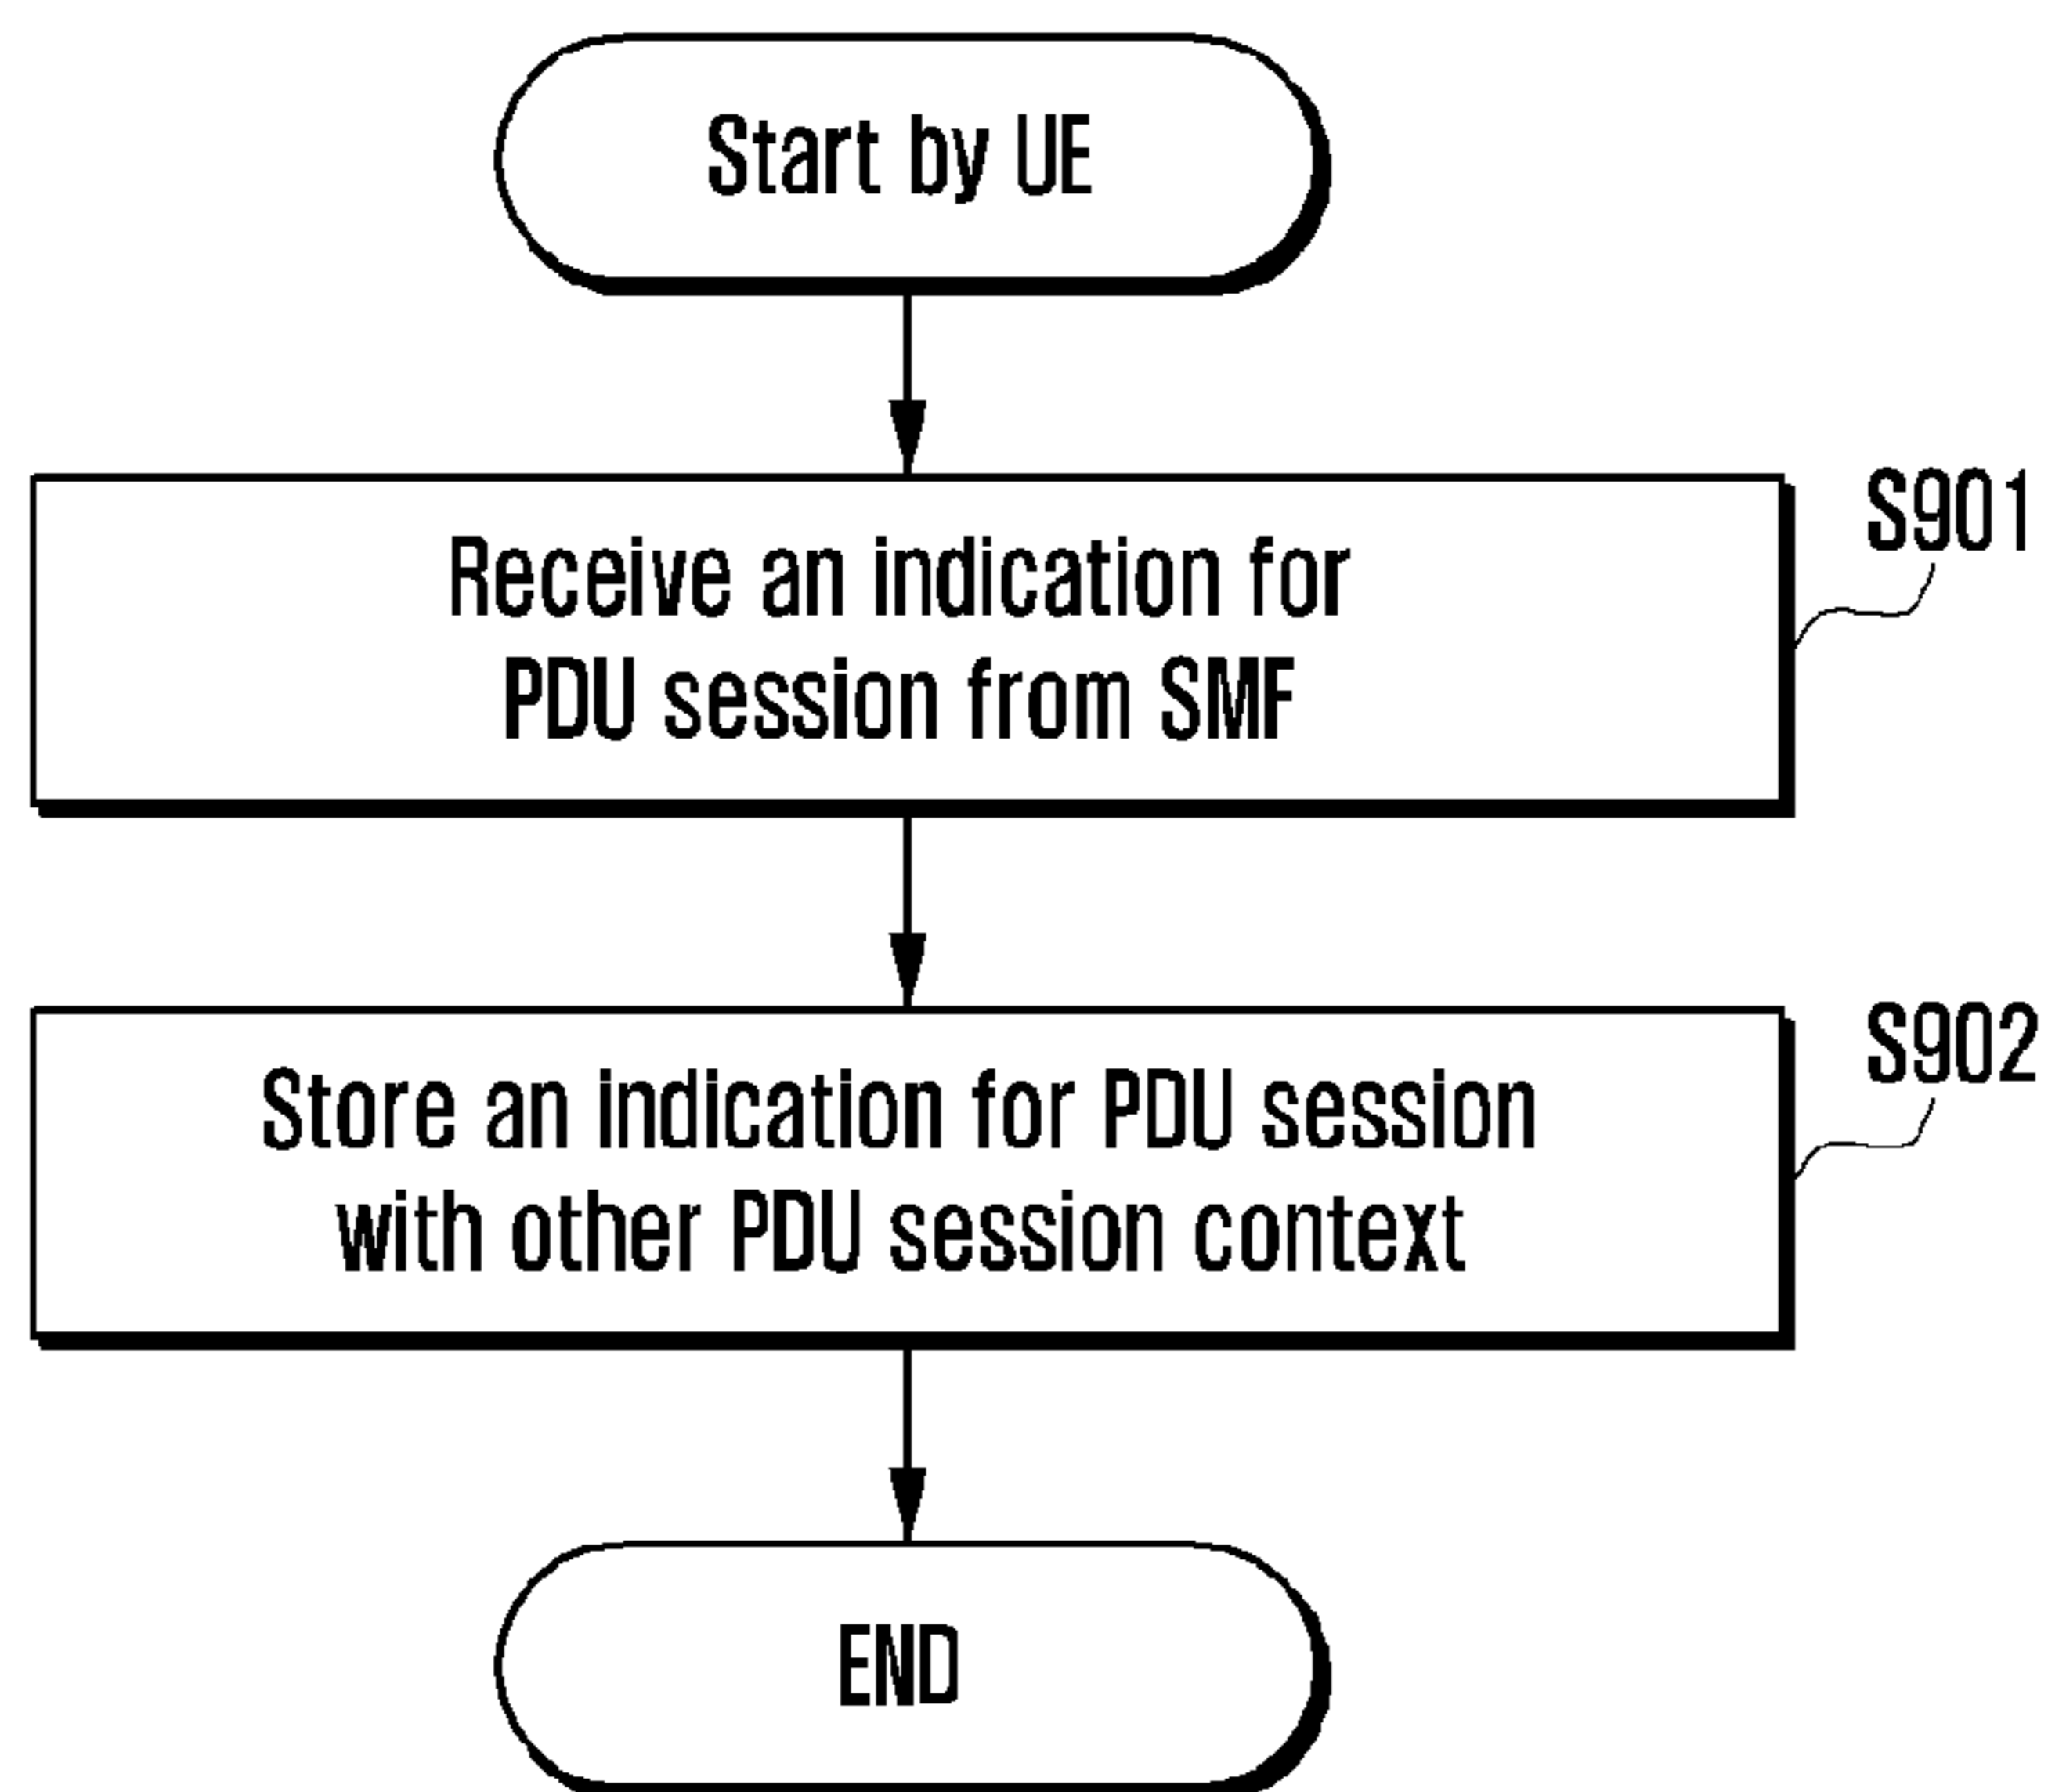 Start by UE
Receive an indication for
PDU session from SMF
S901
Store an indication for PDU session
with other PDU session context
S902
END